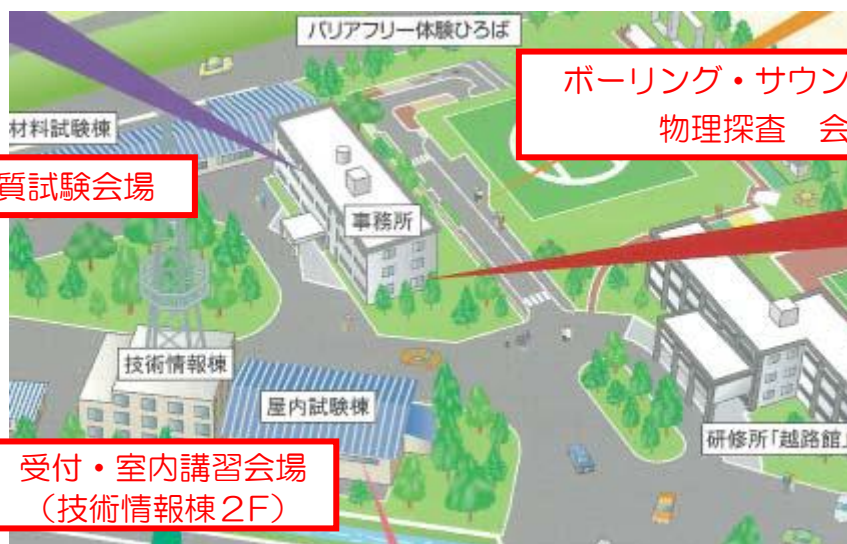 バリアフリー体験ひろば
ボーリング・サウン
物理探査　会
材料試験棟
質試験会場
事務所
技術情報棟
屋内試験棟
研修所「越路館」
受付・室内講習会場
（技術情報棟２F）